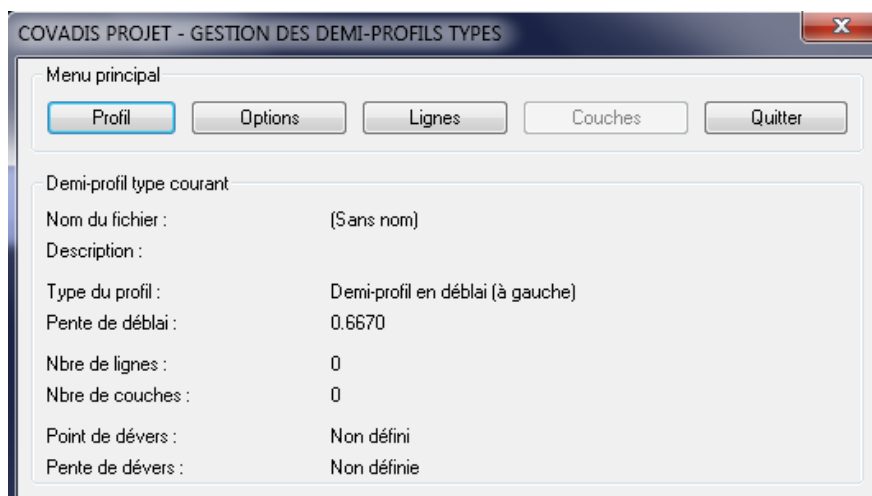 COVADIS PROJET - GESTION DES DEMI-PROFILS TYPES
Menu principal
Profil Options Lignes Couches Quitter
Demi-profil type courant
Nom du fichier : (Sans nom)
Description :
Type du profil : Demi-profil en déblai (à gauche)
Pente de déblai : 0.6670
Nbre de lignes : 0
Nbre de couches : 0
Point de dévers : Non défini
Pente de dévers : Non définie